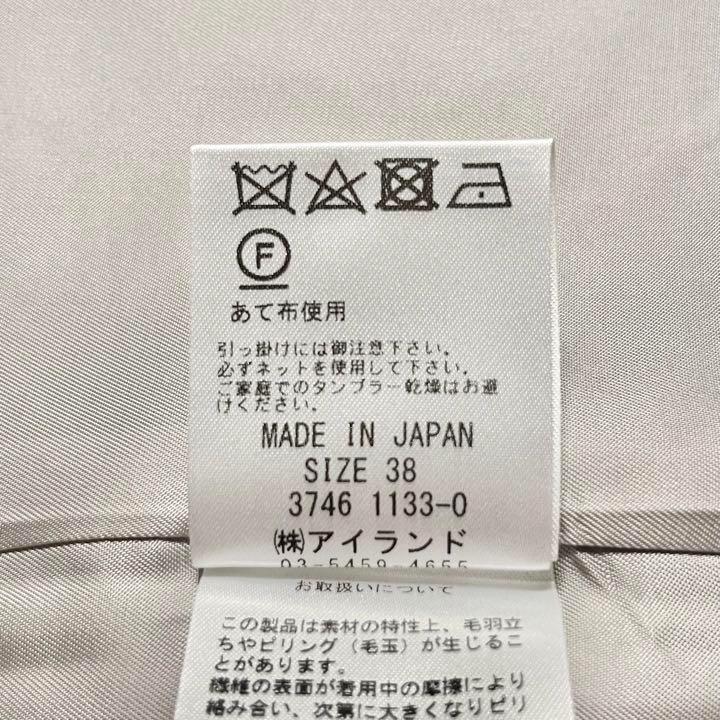 F
あて布使用
引っ掛けには御注意下さい。
必ずネットを使用して下さい。
ご家庭でのタンブラー乾燥はお避
けください。
MADE IN JAPAN
SIZE 38
3746 1133-0
㈱アイランド
03-5459-4655
お取扱いについて
この製品は素材の特性上、毛羽立
ちやピリング（毛玉）が生じるこ
とがあります。
繊維の表面が着用中の摩擦により
絡み合い、次第に大きくなりピリ